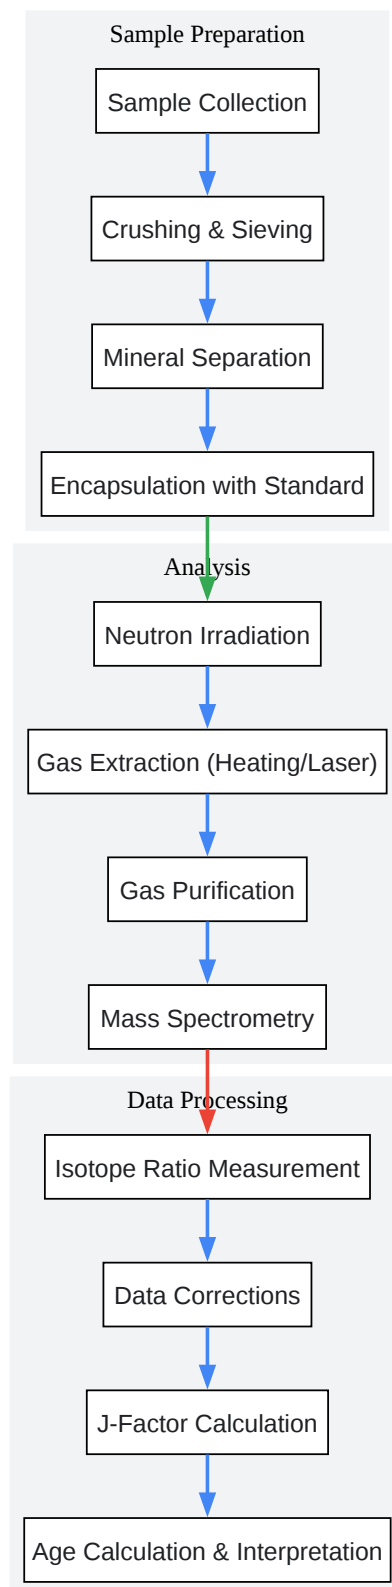 Sample Preparation
Sample Collection
Crushing & Sieving
Mineral Separation
Encapsulation with Standard
Analysis
Neutron Irradiation
Gas Extraction (Heating/Laser)
Gas Purification
Mass Spectrometry
Data Processing
Isotope Ratio Measurement
Data Corrections
J-Factor Calculation
Age Calculation & Interpretation